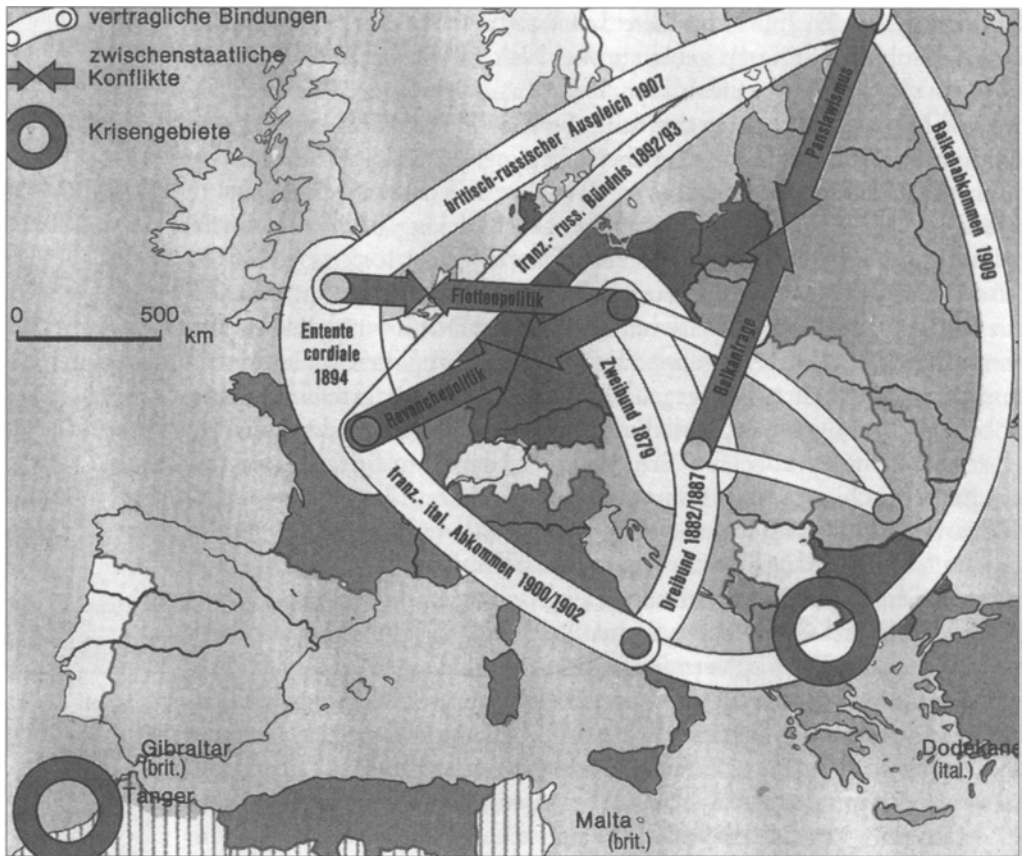 vertragliche Bindungen
zwischenstaatliche
Konflikte
Krisengebiete
0 500
km
britisch-russischer Ausgleich 1907
franz.- russ. Bündnis 1892/93
Panslawismus
Balkanabkommen 1909
Flottenpolitik
Entente
cordiale
1894
Revanchepolitik
Zweibund 1879
Balkanfrage
franz.- ital. Abkommen 1900/1902
Dreibund 1882/1887
Gibraltar
(brit.)
Tanger
Malta
(brit.)
Dodekane
(ital.)